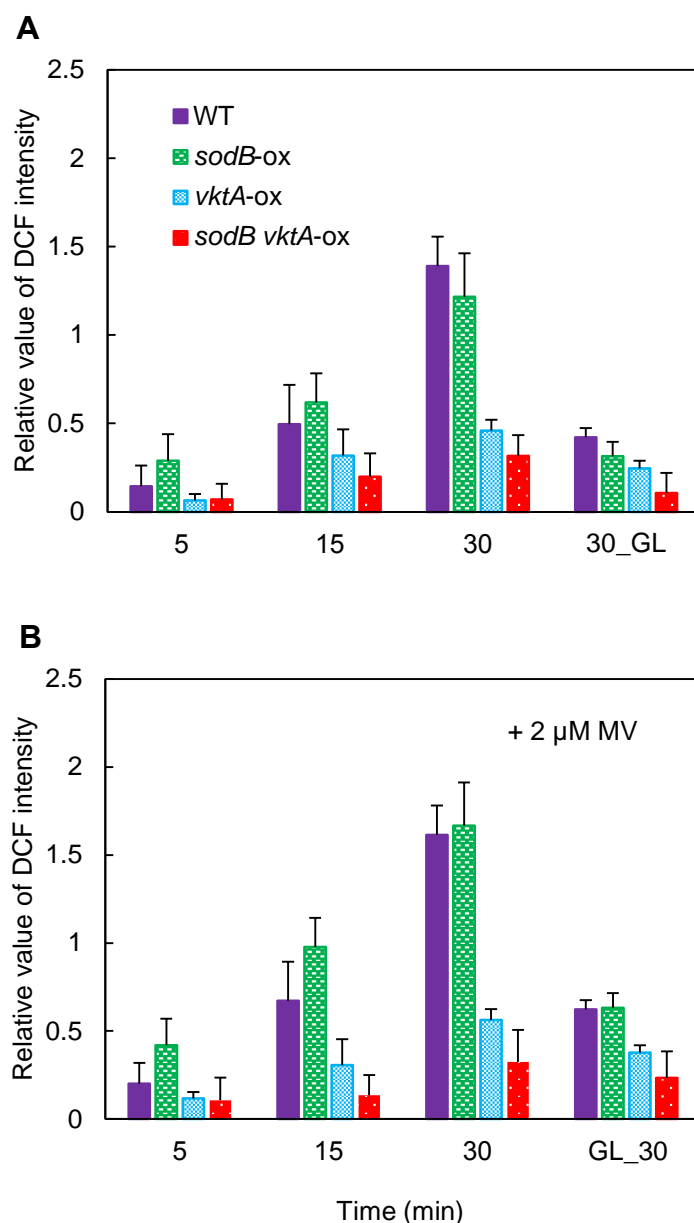 A
Relative value of DCF intensity
2.5
2
1.5
1
0.5
0
WT
sodB-ox
vktA-ox
sodB vktA-ox
5 15 30 30_GL
B
Relative value of DCF intensity
2.5
2
1.5
1
0.5
0
+ 2 µM MV
5 15 30 GL_30
Time (min)